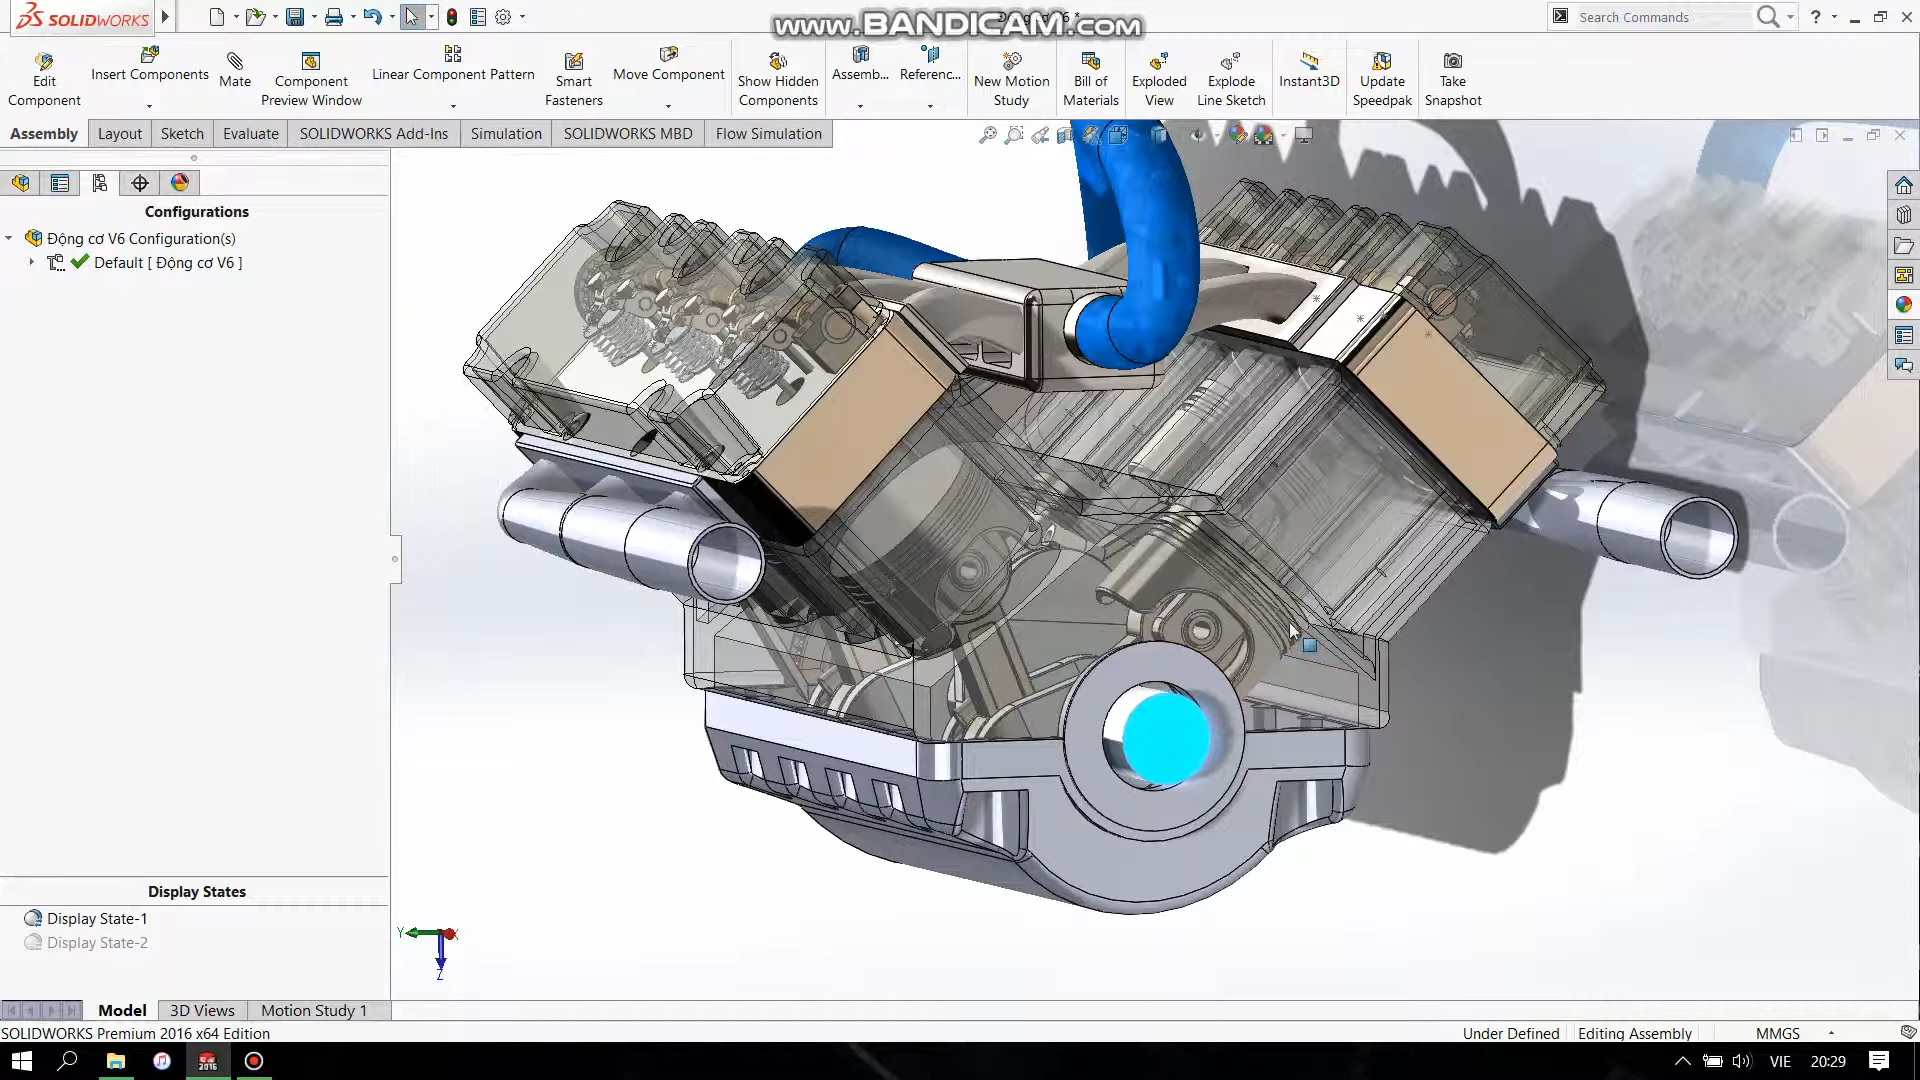 SOLIDWORKS
www.BANDICAM.com
Search Commands
?
Edit Component
Insert Components
Mate
Component Preview Window
Linear Component Pattern
Smart Fasteners
Move Component
Show Hidden Components
Assemb...
Referenc...
New Motion Study
Bill of Materials
Exploded View
Explode Line Sketch
Instant3D
Update Speedpak
Take Snapshot
Assembly
Layout
Sketch
Evaluate
SOLIDWORKS Add-Ins
Simulation
SOLIDWORKS MBD
Flow Simulation
Configurations
Động cơ V6 Configuration(s)
Default [ Động cơ V6 ]
Display States
Display State-1
Display State-2
Y
X
Z
Model
3D Views
Motion Study 1
SOLIDWORKS Premium 2016 x64 Edition
Under Defined
Editing Assembly
MMGS
2016
VIE
20:29